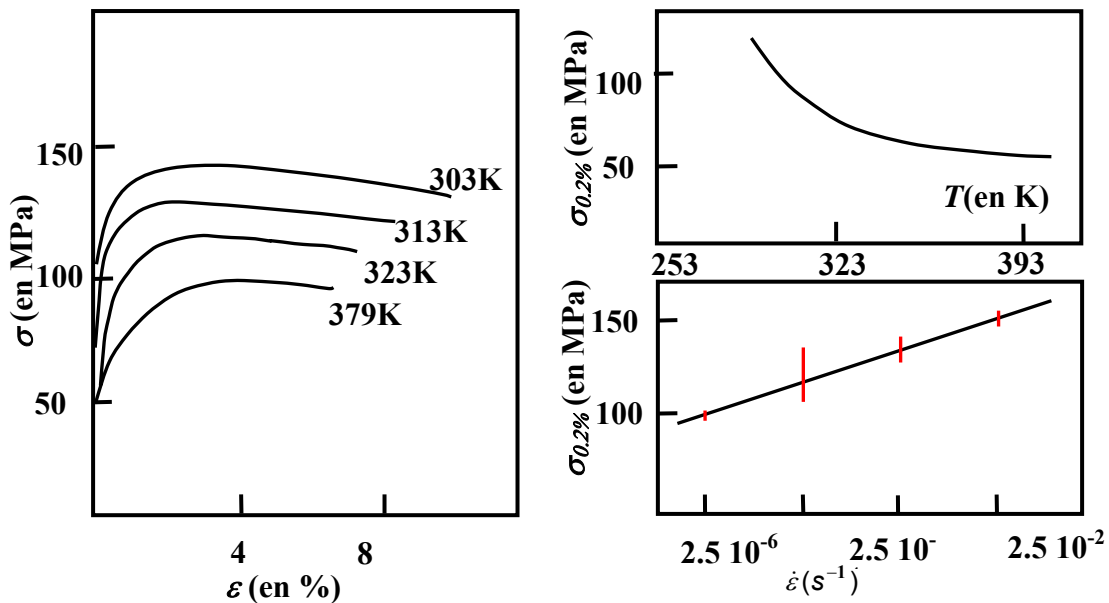 σ (en MPa)
150
100
50
303K
313K
323K
379K
4
8
ε (en %)
σ0.2% (en MPa)
100
50
T(en K)
253
323
393
σ0.2% (en MPa)
150
100
2.5 10-6
2.5 10-
2.5 10-2
ε̇ (s−1)